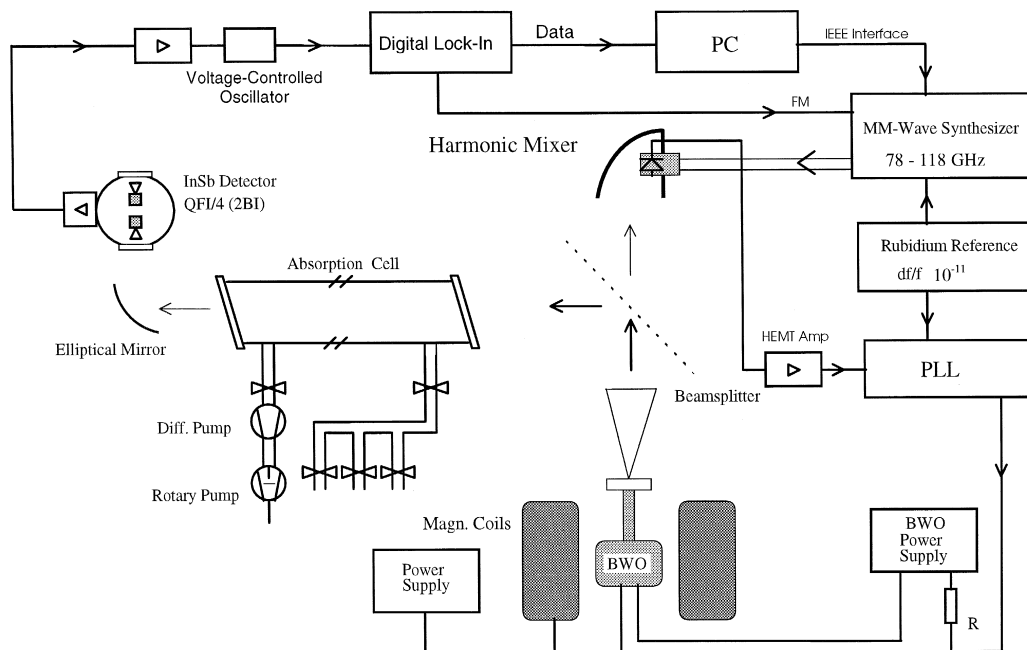 Digital Lock-In
Data
PC
IEEE Interface
Voltage-Controlled
Oscillator
FM
MM-Wave Synthesizer
78 - 118 GHz
Harmonic Mixer
InSb Detector
QFI/4 (2BI)
Rubidium Reference
df/f 10⁻¹¹
Absorption Cell
Elliptical Mirror
HEMT Amp
PLL
Beamsplitter
Diff. Pump
Rotary Pump
Magn. Coils
BWO
Power
Supply
BWO
Power
Supply
R